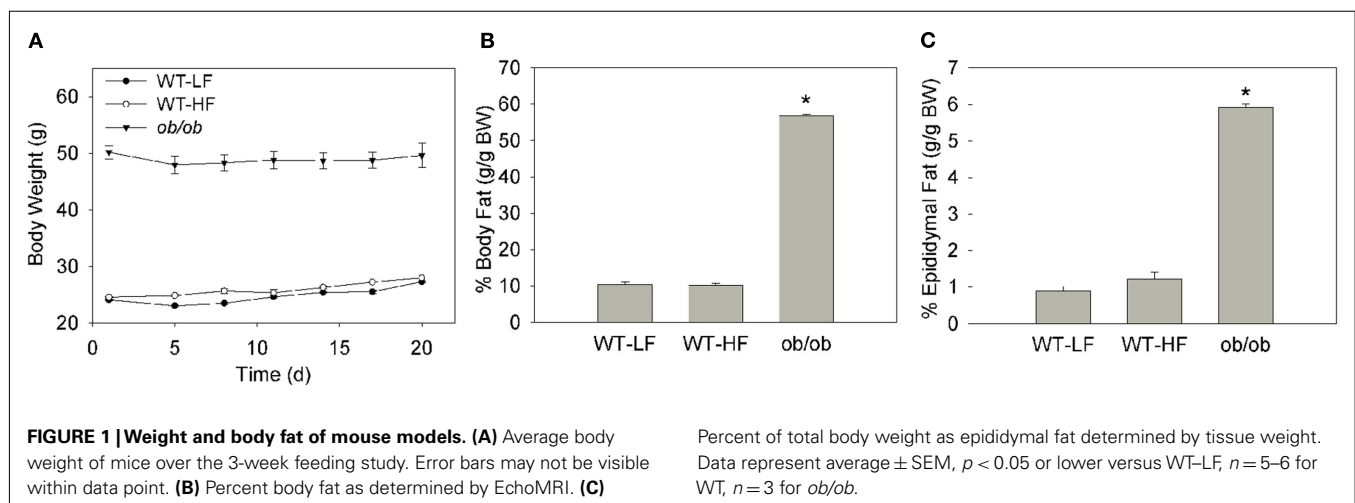 A
WT-LF
WT-HF
ob/ob
Body Weight (g)
60
50
40
30
20
0
5
10
15
20
Time (d)
B
% Body Fat (g/g BW)
70
60
50
40
30
20
10
0
*
WT-LF
WT-HF
ob/ob
C
% Epididymal Fat (g/g BW)
7
6
5
4
3
2
1
0
*
WT-LF
WT-HF
ob/ob
FIGURE 1 | Weight and body fat of mouse models. (A) Average body
weight of mice over the 3-week feeding study. Error bars may not be visible
within data point. (B) Percent body fat as determined by EchoMRI. (C)
Percent of total body weight as epididymal fat determined by tissue weight.
Data represent average ± SEM, p < 0.05 or lower versus WT–LF, n = 5–6 for
WT, n = 3 for ob/ob.